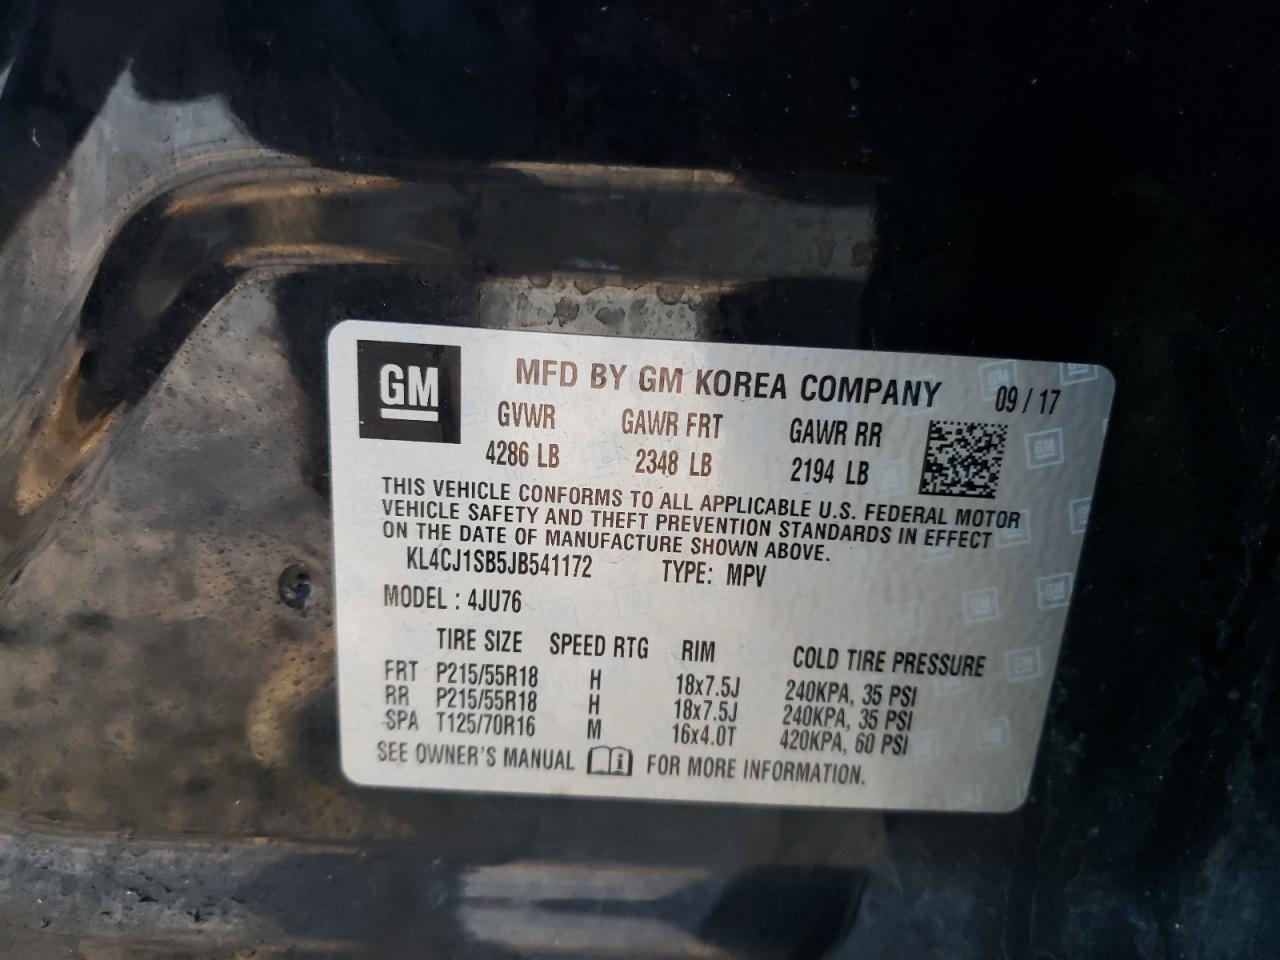 GM MFD BY GM KOREA COMPANY 09 / 17
GVWR GAWR FRT GAWR RR
4286 LB 2348 LB 2194 LB
THIS VEHICLE CONFORMS TO ALL APPLICABLE U.S. FEDERAL MOTOR
VEHICLE SAFETY AND THEFT PREVENTION STANDARDS IN EFFECT
ON THE DATE OF MANUFACTURE SHOWN ABOVE.
KL4CJ1SB5JB541172 TYPE: MPV
MODEL : 4JU76
TIRE SIZE SPEED RTG RIM COLD TIRE PRESSURE
FRT P215/55R18 H 18x7.5J 240KPA, 35 PSI
RR P215/55R18 H 18x7.5J 240KPA, 35 PSI
SPA T125/70R16 M 16x4.0T 420KPA, 60 PSI
SEE OWNER'S MANUAL i FOR MORE INFORMATION.